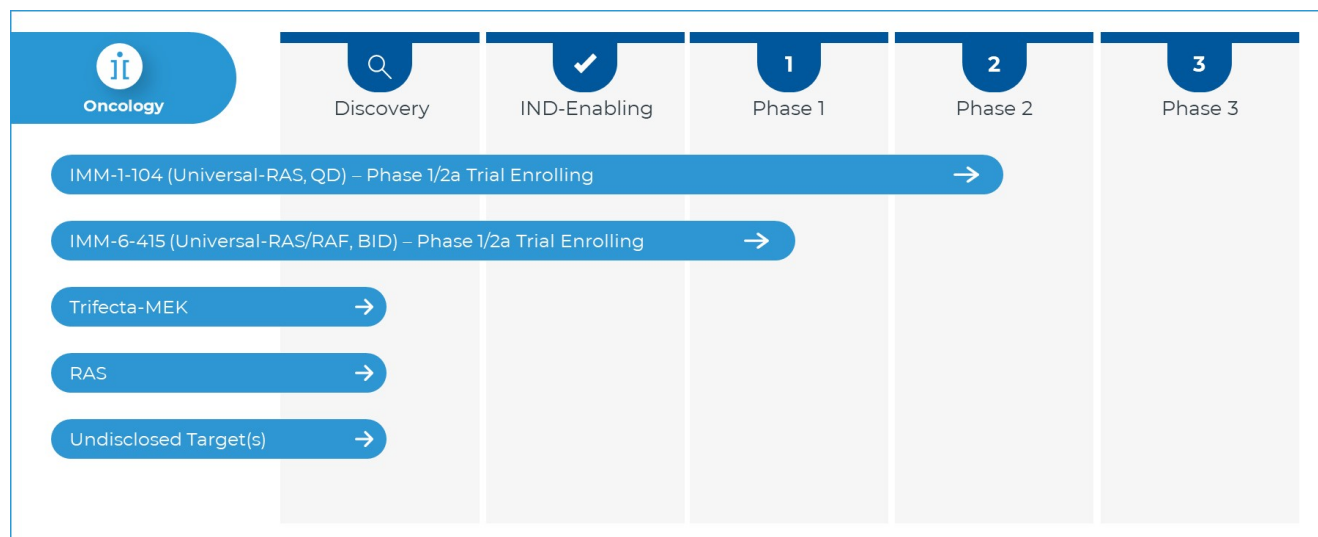 Oncology
Discovery
IND-Enabling
1
Phase 1
2
Phase 2
3
Phase 3
IMM-1-104 (Universal-RAS, QD) – Phase 1/2a Trial Enrolling
IMM-6-415 (Universal-RAS/RAF, BID) – Phase 1/2a Trial Enrolling
Trifecta-MEK
RAS
Undisclosed Target(s)